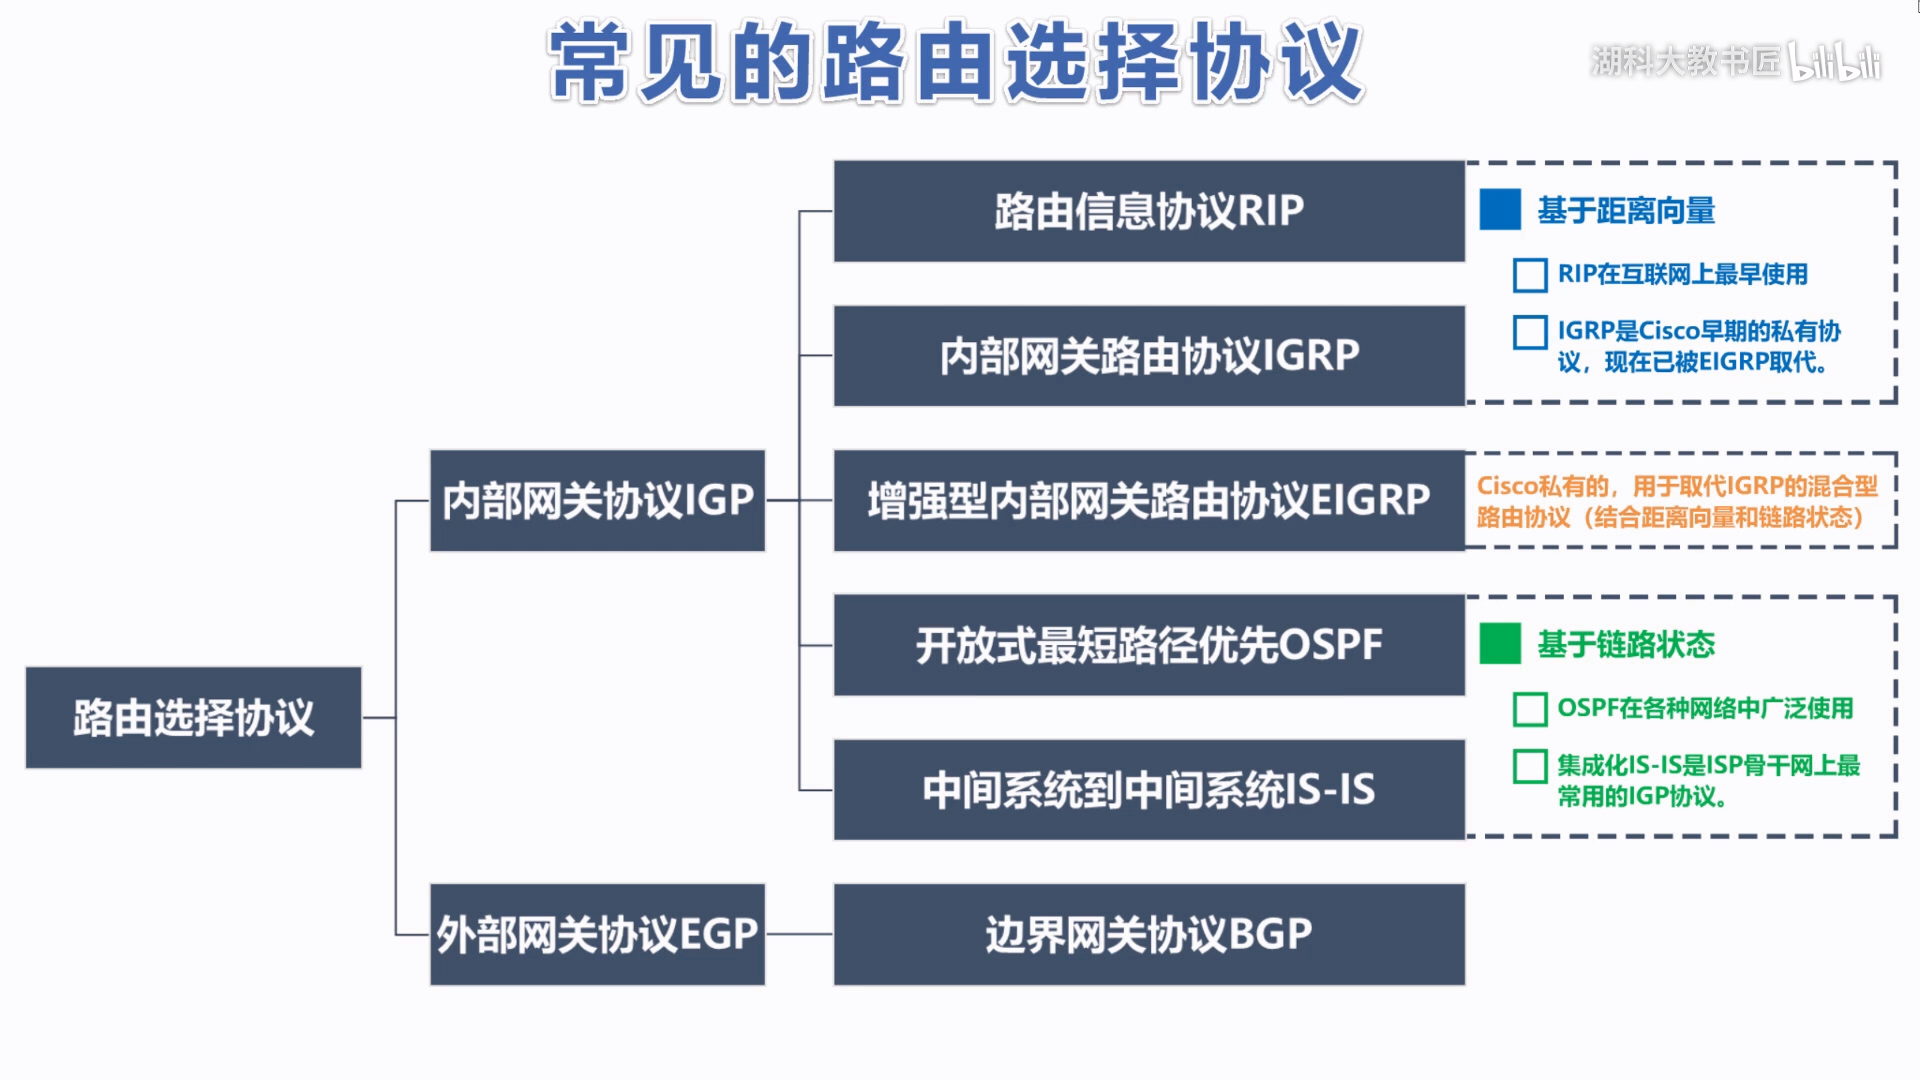 常见的路由选择协议
湖科大教书匠 bilibili
路由信息协议RIP
基于距离向量
RIP在互联网上最早使用
IGRP是Cisco早期的私有协
议，现在已被EIGRP取代。
内部网关路由协议IGRP
内部网关协议IGP
增强型内部网关路由协议EIGRP
Cisco私有的，用于取代IGRP的混合型
路由协议（结合距离向量和链路状态）
开放式最短路径优先OSPF
基于链路状态
OSPF在各种网络中广泛使用
集成化IS-IS是ISP骨干网上最
常用的IGP协议。
路由选择协议
中间系统到中间系统IS-IS
外部网关协议EGP
边界网关协议BGP